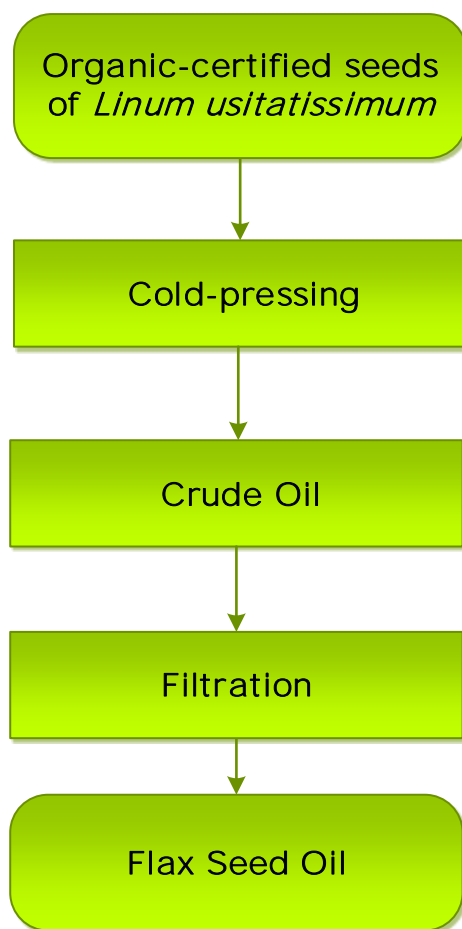 Organic-certified seeds
of Linum usitatissimum
Cold-pressing
Crude Oil
Filtration
Flax Seed Oil